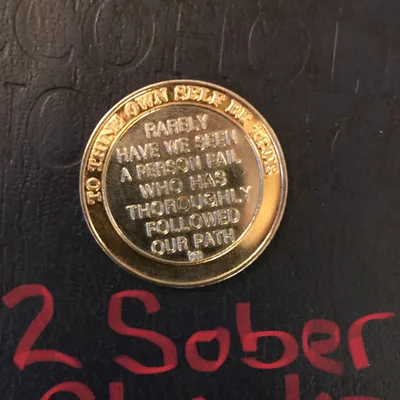 COHOL
TO THINE OWN SELF BE TRUE
RARELY
HAVE WE SEEN
A PERSON FAIL
WHO HAS
THOROUGHLY
FOLLOWED
OUR PATH
2 Sober